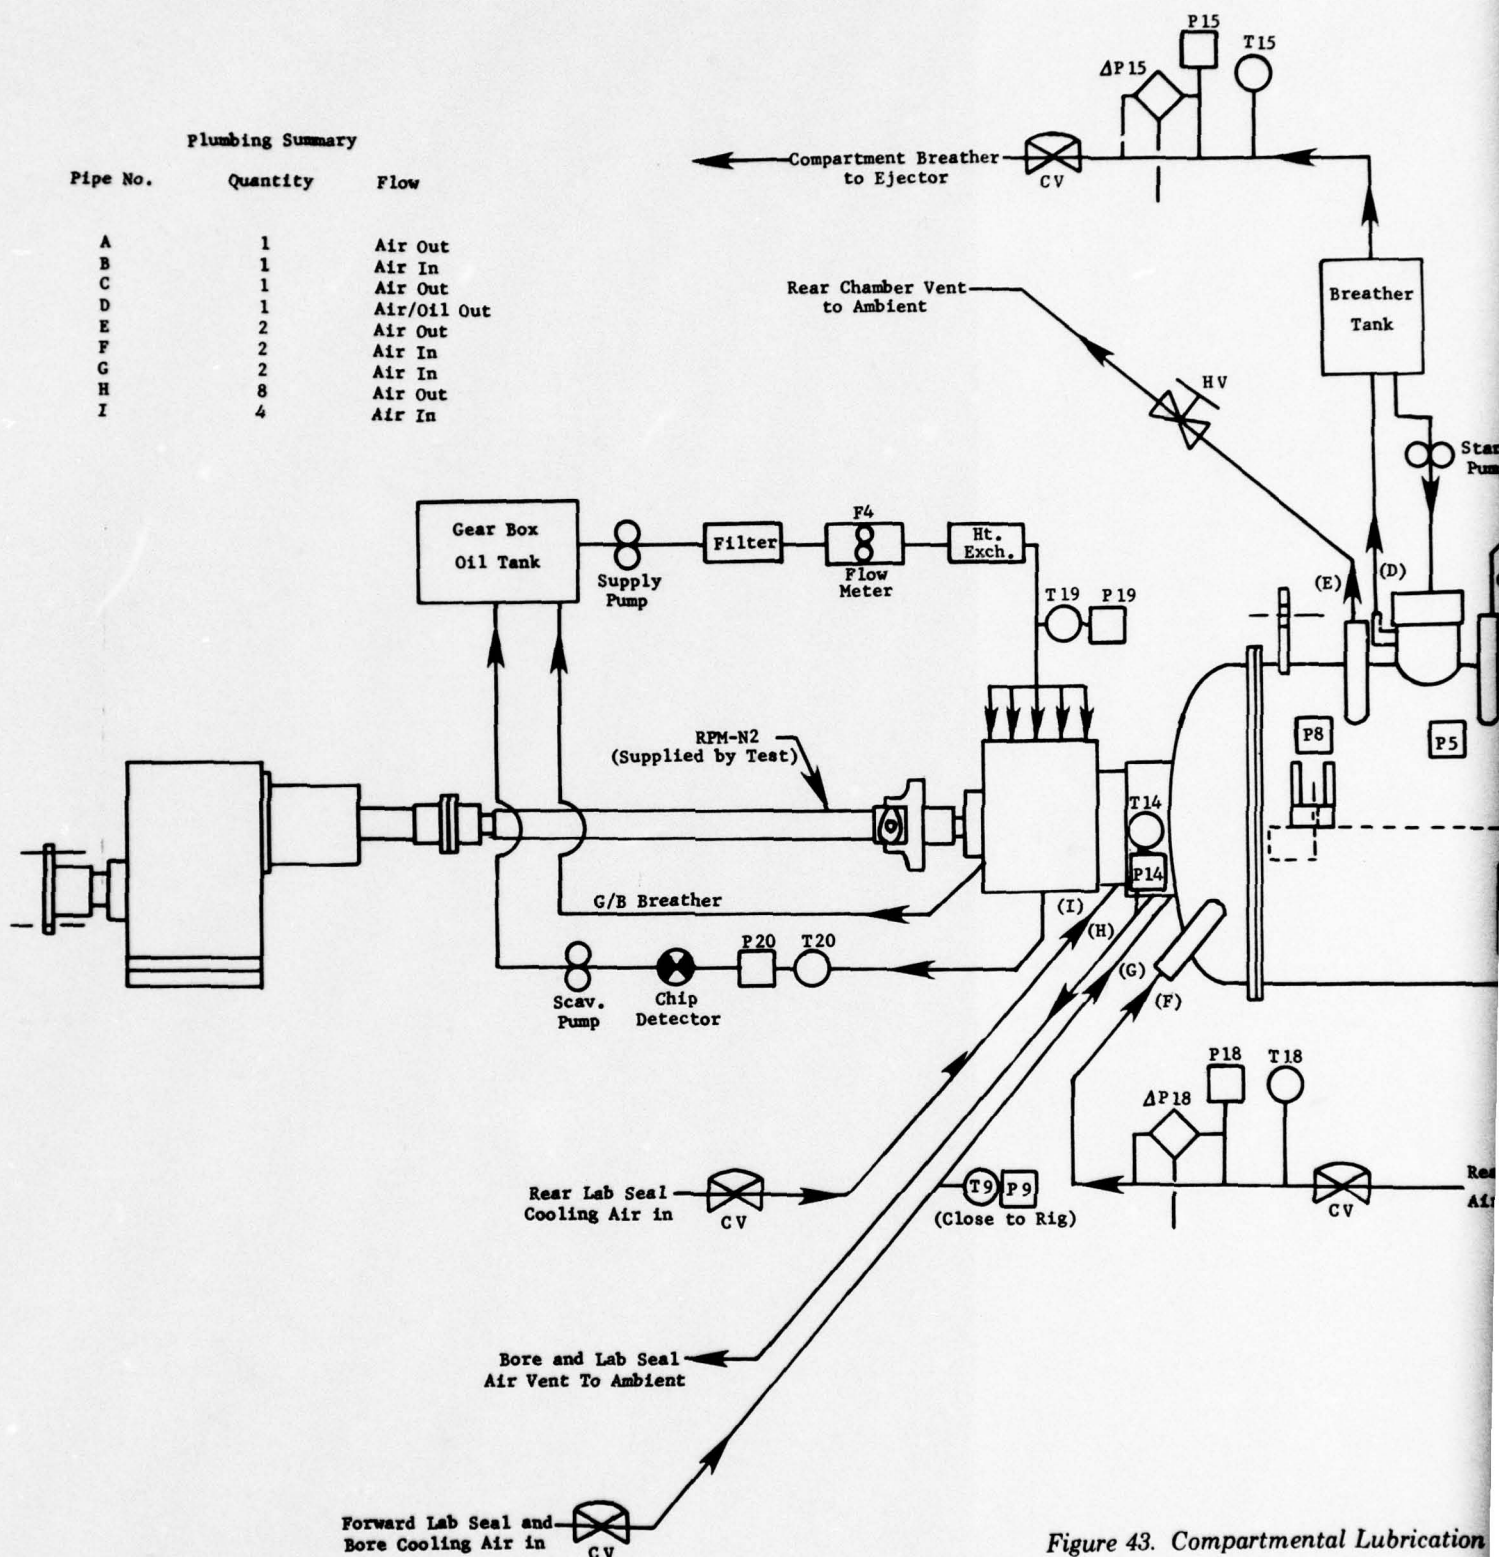 P15
T15
ΔP15
Plumbing Summary
Pipe No. Quantity Flow
A 1 Air Out
B 1 Air In
C 1 Air Out
D 1 Air/Oil Out
E 2 Air Out
F 2 Air In
G 2 Air In
H 8 Air Out
I 4 Air In
Compartment Breather
to Ejector
CV
Rear Chamber Vent
to Ambient
HV
Breather
Tank
Gear Box
Oil Tank
Supply
Pump
Filter
F4
Flow
Meter
Ht.
Exch.
T19 P19
(E)
(D)
RPM-N2
(Supplied by Test)
P8
P5
T14
P14
G/B Breather
(I)
(H)
(G)
(F)
Scav.
Pump
Chip
Detector
P20 T20
P18 T18
ΔP18
Rear Lab Seal
Cooling Air in
CV
T9 P9
(Close to Rig)
CV
Bore and Lab Seal
Air Vent To Ambient
Forward Lab Seal and
Bore Cooling Air in
CV
Figure 43. Compartmental Lubrication